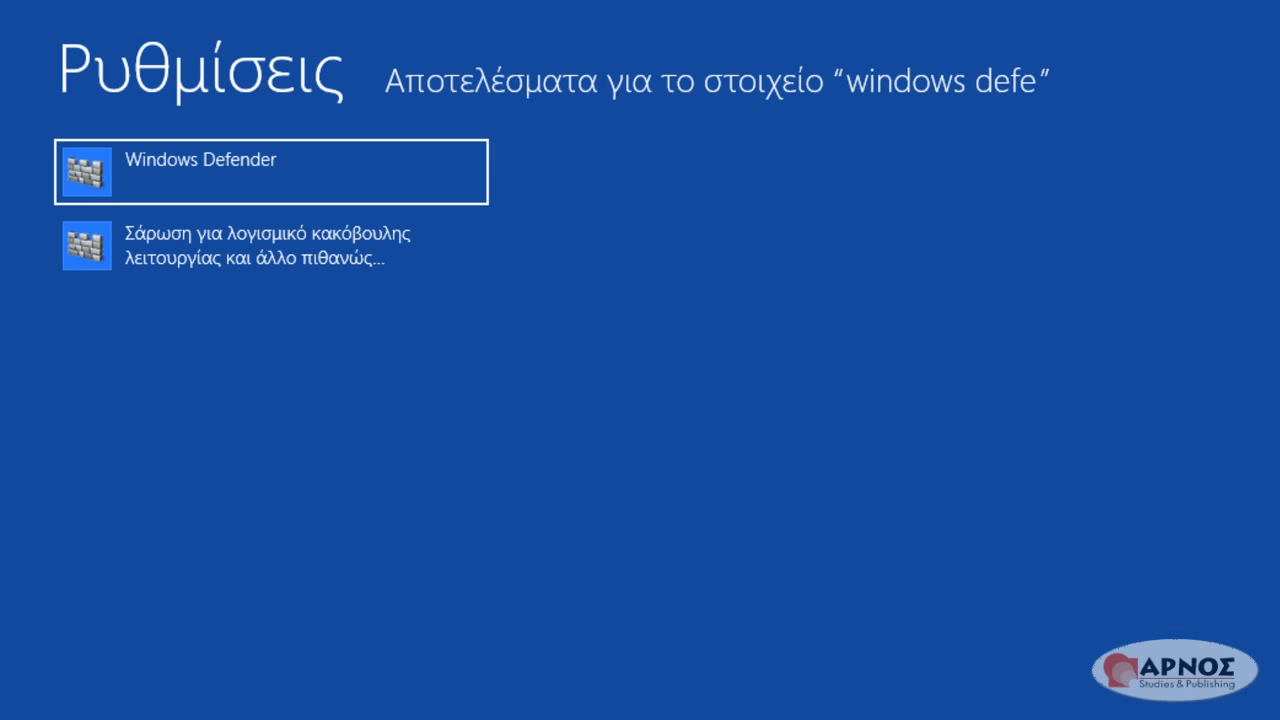 Ρυθμίσεις Αποτελέσματα για το στοιχείο “windows defe”
Windows Defender
Σάρωση για λογισμικό κακόβουλης
λειτουργίας και άλλο πιθανώς...
ΑΡΝΟΣ
Studies & Publishing